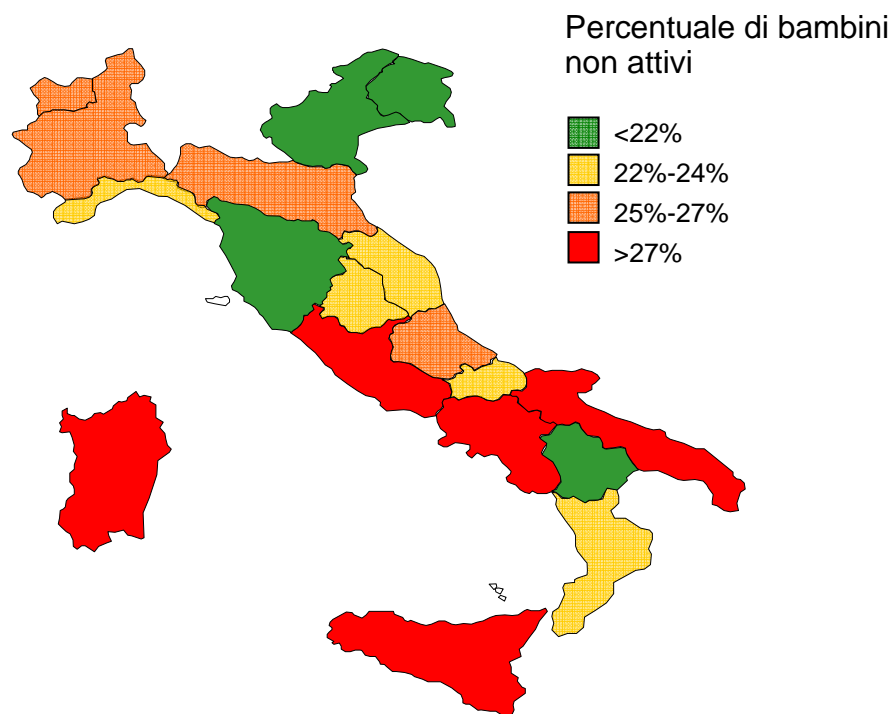 Percentuale di bambini
non attivi
<22%
22%-24%
25%-27%
>27%